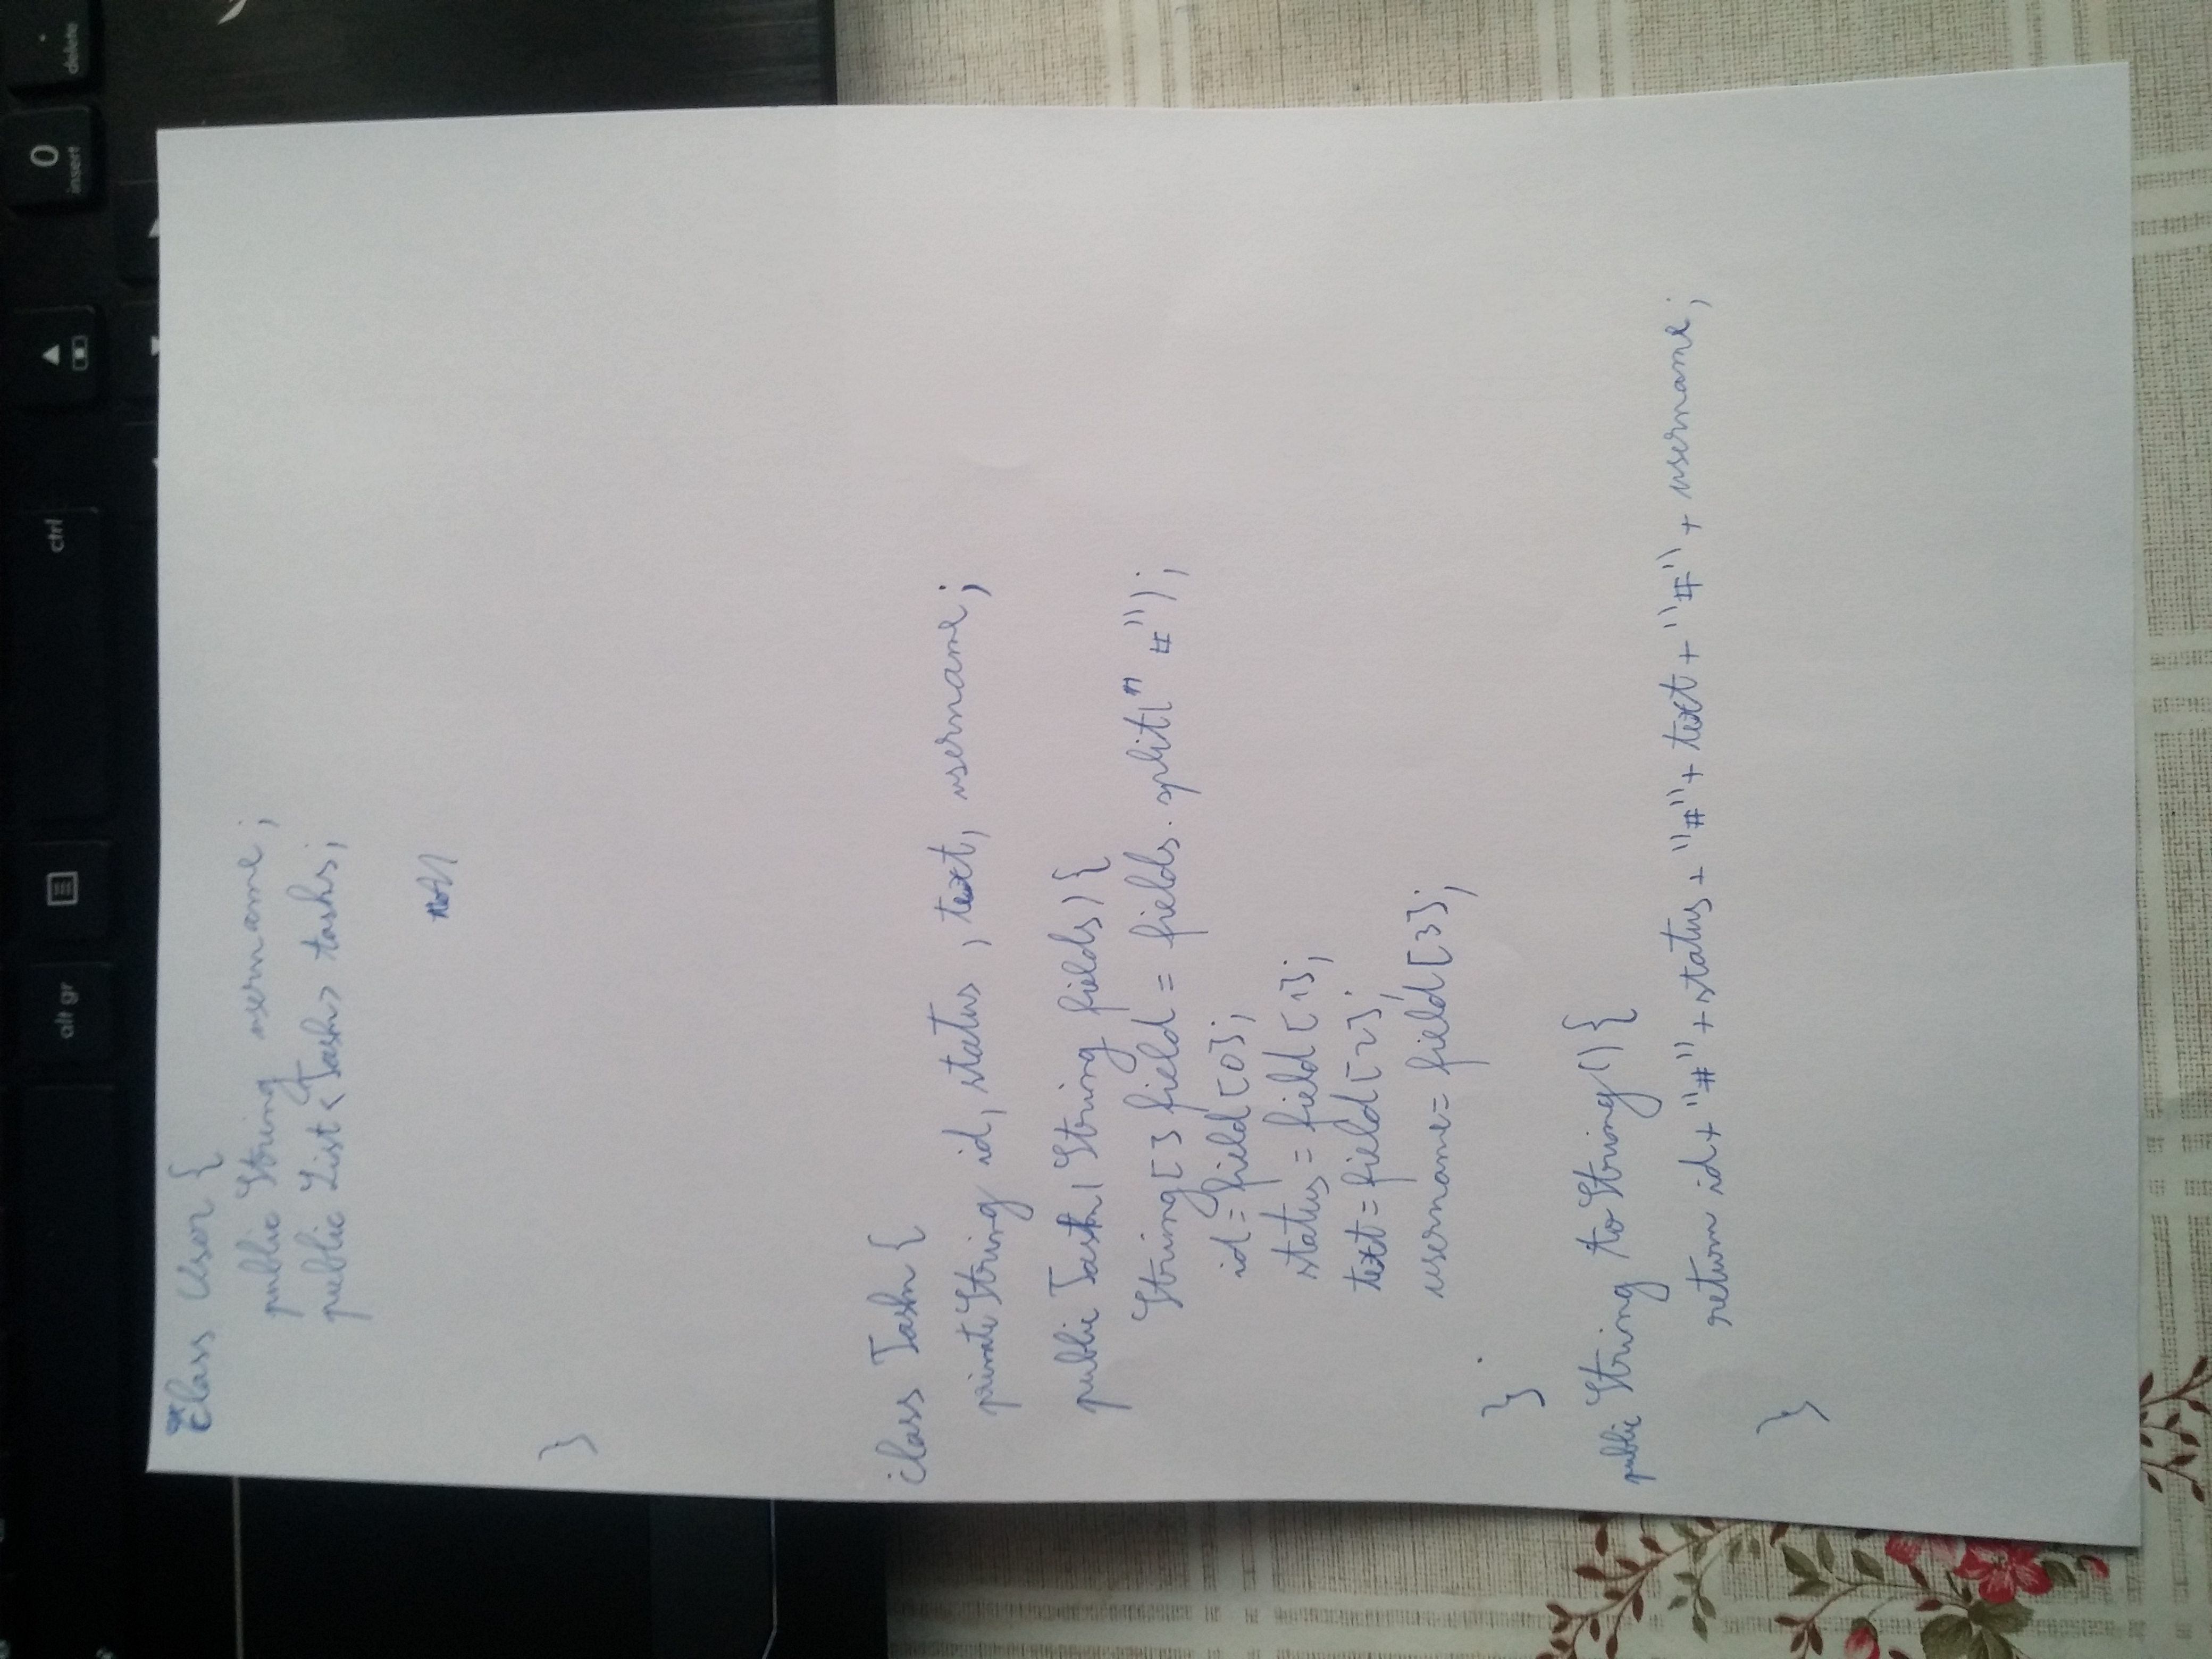 alt gr
ctrl
0
insert
.
delete
class User {
public String username;
public List<Task> tasks;
}
class Task {
private String id, status, text, username;
public Task( String fields) {
String[] field = fields.split("#");
id = field[0];
status = field[1];
text = field[2];
username = field[3];
}
public String toString() {
return id + "#" + status + "#" + text + "#" + username;
}